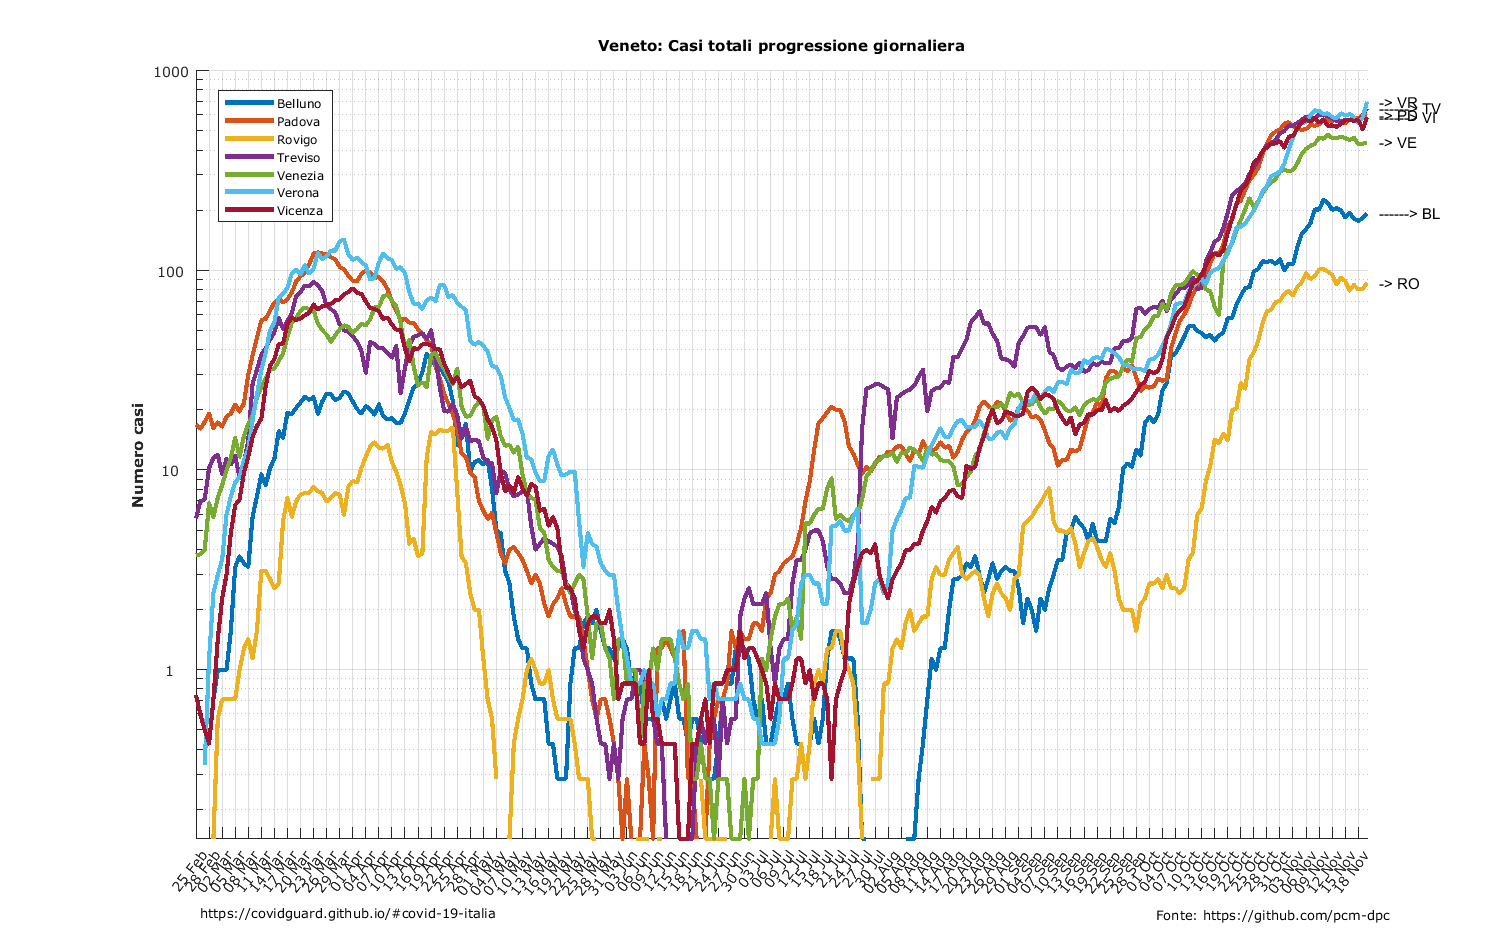 Veneto: Casi totali progressione giornaliera
Numero casi
1000
100
10
1
Belluno
Padova
Rovigo
Treviso
Venezia
Verona
Vicenza
-> VR
------> TV
-> PD
------> VI
-> VE
------> BL
-> RO
25 Feb
28 Feb
02 Mar
05 Mar
08 Mar
11 Mar
14 Mar
17 Mar
20 Mar
23 Mar
26 Mar
29 Mar
01 Apr
04 Apr
07 Apr
10 Apr
13 Apr
16 Apr
19 Apr
22 Apr
25 Apr
28 Apr
01 May
04 May
07 May
10 May
13 May
16 May
19 May
22 May
25 May
28 May
31 May
03 Jun
06 Jun
09 Jun
12 Jun
15 Jun
18 Jun
21 Jun
24 Jun
27 Jun
30 Jun
03 Jul
06 Jul
09 Jul
12 Jul
15 Jul
18 Jul
21 Jul
24 Jul
27 Jul
30 Jul
02 Aug
05 Aug
08 Aug
11 Aug
14 Aug
17 Aug
20 Aug
23 Aug
26 Aug
29 Aug
01 Sep
04 Sep
07 Sep
10 Sep
13 Sep
16 Sep
19 Sep
22 Sep
25 Sep
28 Sep
01 Oct
04 Oct
07 Oct
10 Oct
13 Oct
16 Oct
19 Oct
22 Oct
25 Oct
28 Oct
31 Oct
03 Nov
06 Nov
09 Nov
12 Nov
15 Nov
18 Nov
https://covidguard.github.io/#covid-19-italia
Fonte: https://github.com/pcm-dpc